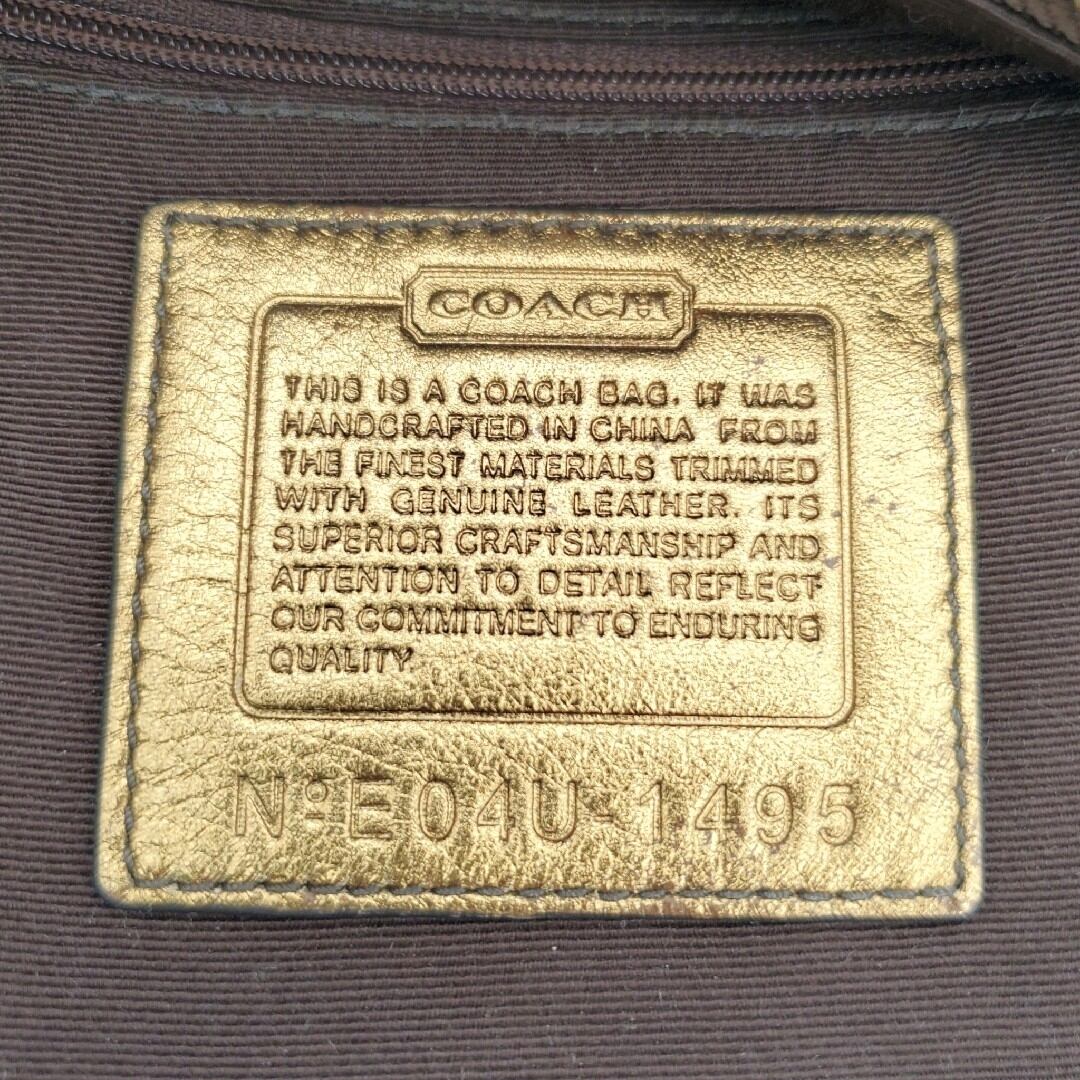 COACH
THIS IS A COACH BAG. IT WAS
HANDCRAFTED IN CHINA FROM
THE FINEST MATERIALS TRIMMED
WITH GENUINE LEATHER. ITS
SUPERIOR CRAFTSMANSHIP AND
ATTENTION TO DETAIL REFLECT
OUR COMMITMENT TO ENDURING
QUALITY.
Nº E04U-1495